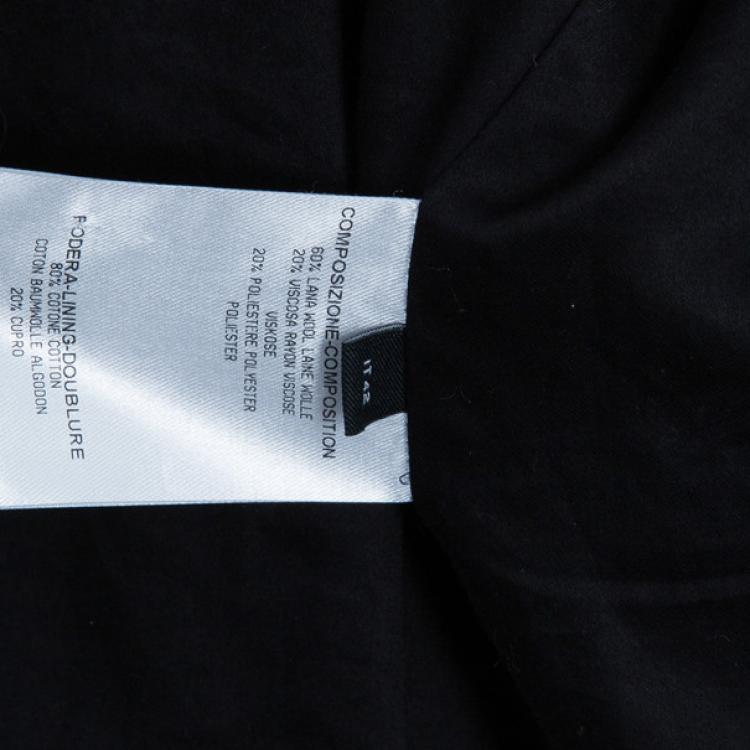 COMPOSIZIONE-COMPOSITION
60% LANA WOOL LAINE WOLLE
20% VISCOSA RAYON VISCOSE
VISKOSE
20% POLIESTERE POLYESTER
POLIESTER
FODERA-LINING-DOUBLURE
80% COTONE COTTON
COTON BAUMWOLLE ALGODON
20% CUPRO
IT 42